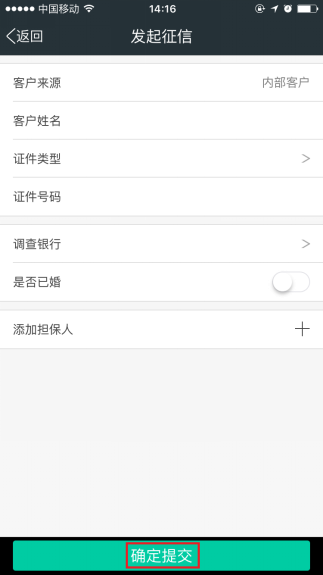 中国移动 14:16
返回 发起征信
客户来源 内部客户
客户姓名
证件类型
证件号码
调查银行
是否已婚
添加担保人
确定提交